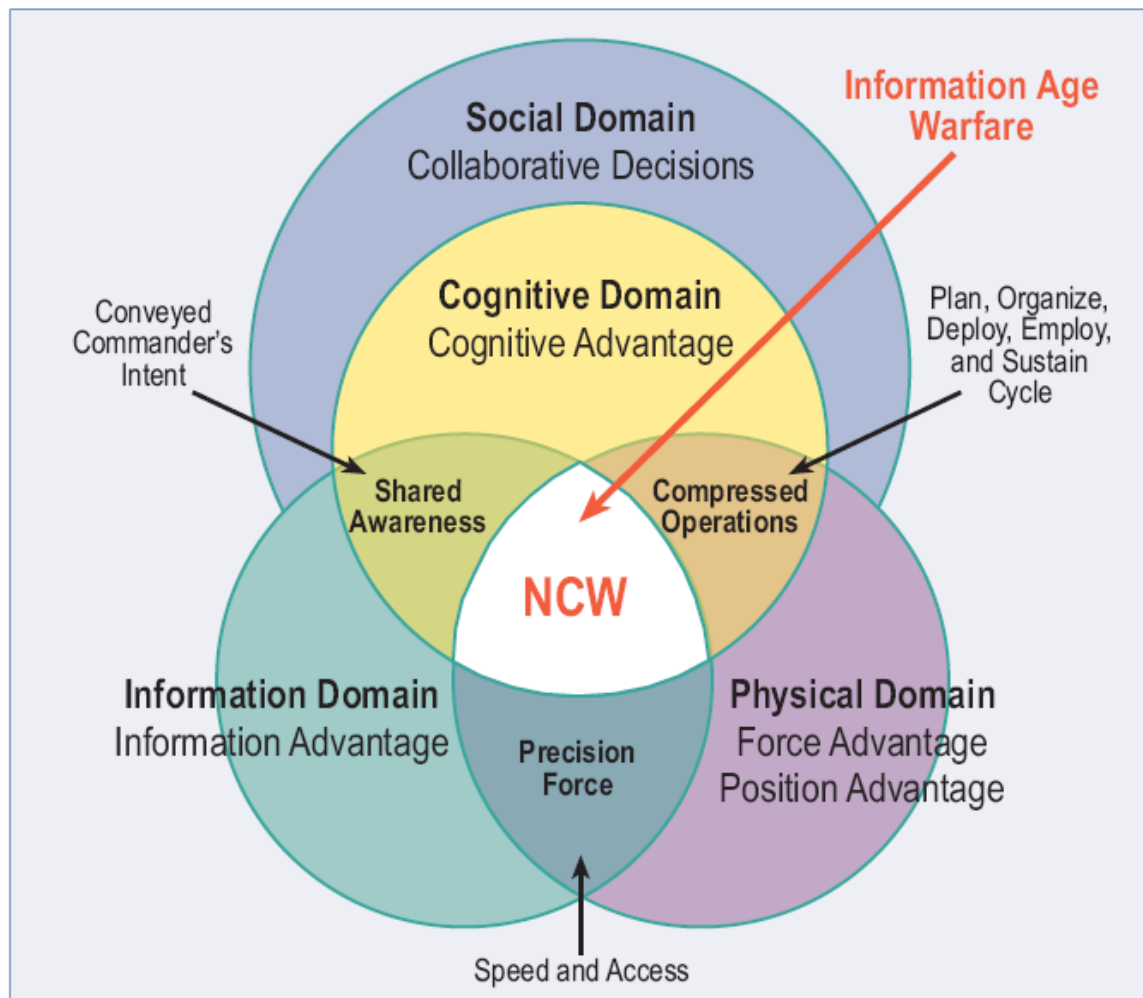 Information Age
Warfare
Social Domain
Collaborative Decisions
Cognitive Domain
Cognitive Advantage
Conveyed
Commander's
Intent
Plan, Organize,
Deploy, Employ,
and Sustain
Cycle
Shared
Awareness
Compressed
Operations
NCW
Information Domain
Information Advantage
Physical Domain
Force Advantage
Position Advantage
Precision
Force
Speed and Access